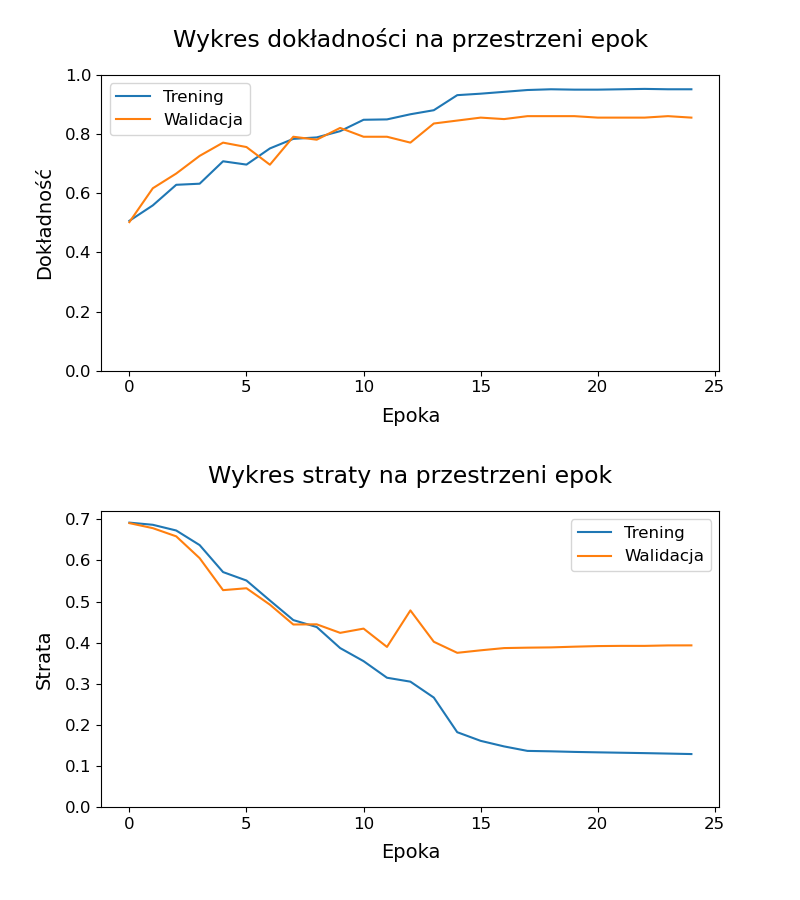 Wykres dokładności na przestrzeni epok
1.0
Trening
Walidacja
0.8
0.6
0.4
0.2
0.0
Dokładność
0 5 10 15 20 25
Epoka
Wykres straty na przestrzeni epok
0.7
Trening
Walidacja
0.6
0.5
0.4
0.3
0.2
0.1
0.0
Strata
0 5 10 15 20 25
Epoka